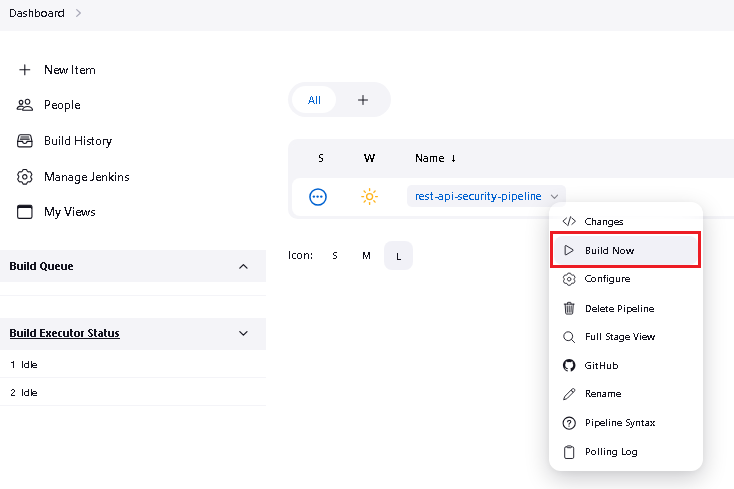 Dashboard
New Item
People
Build History
Manage Jenkins
My Views
Build Queue
Build Executor Status
1 Idle
2 Idle
All
S W Name ↓
rest-api-security-pipeline
Icon: S M L
Changes
Build Now
Configure
Delete Pipeline
Full Stage View
GitHub
Rename
Pipeline Syntax
Polling Log